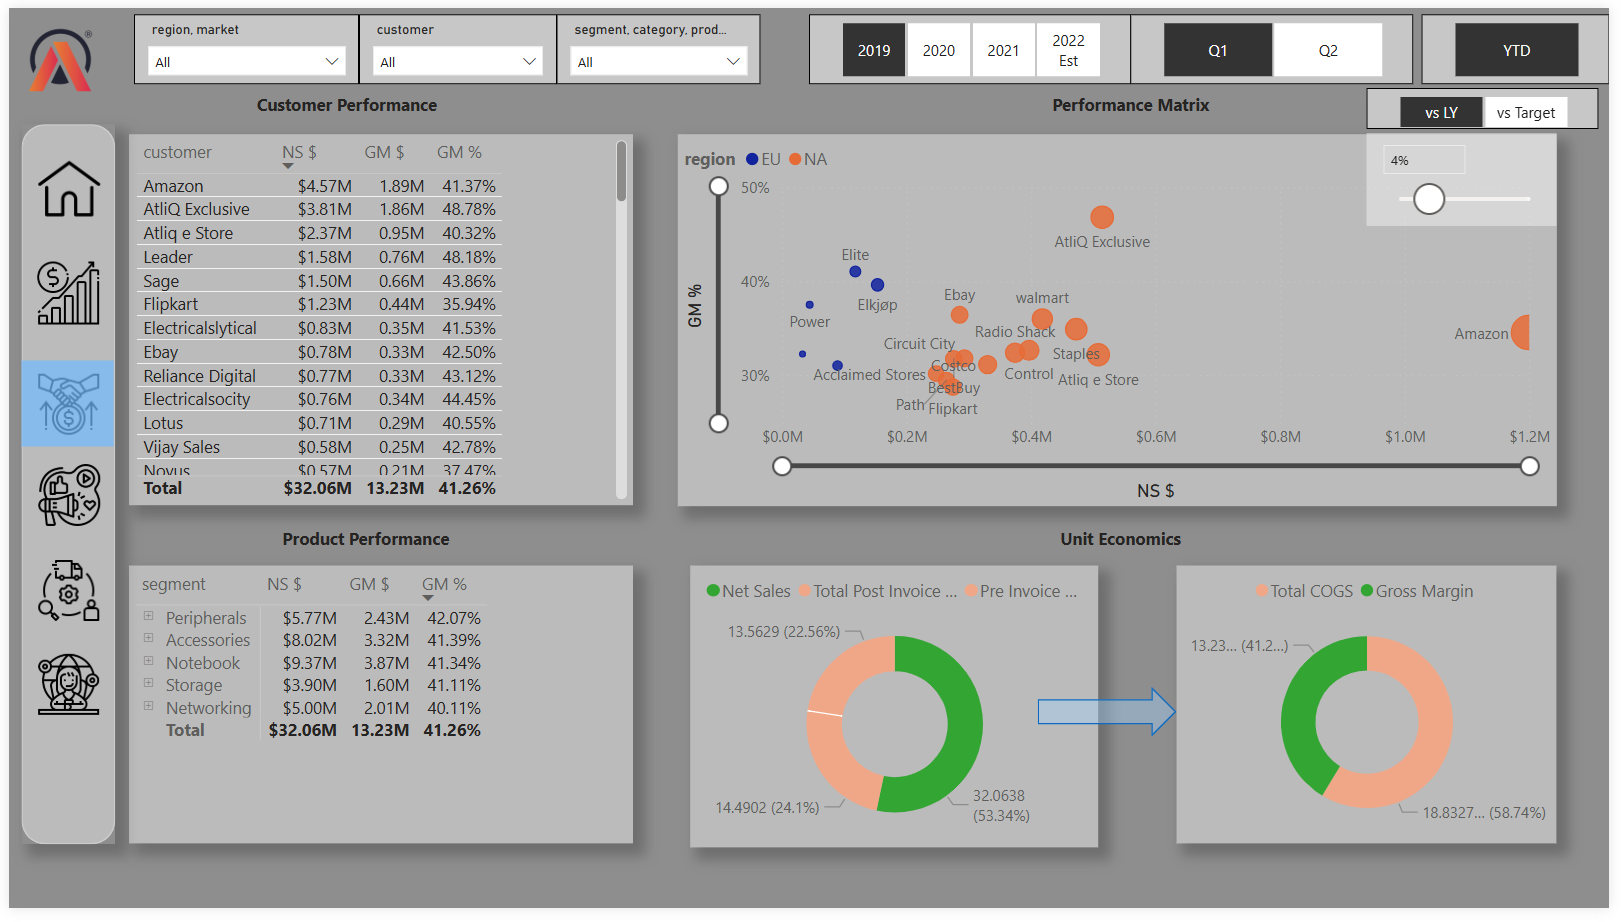 region, market
customer
segment, category, prod...
All
All
All
2019
2020
2021
2022
Est
Q1
Q2
YTD
Customer Performance
Performance Matrix
vs LY
vs Target
customer NS $ GM $ GM %
Amazon $4.57M 1.89M 41.37%
AtliQ Exclusive $3.81M 1.86M 48.78%
Atliq e Store $2.37M 0.95M 40.32%
Leader $1.58M 0.76M 48.18%
Sage $1.50M 0.66M 43.86%
Flipkart $1.23M 0.44M 35.94%
Electricalslytical $0.83M 0.35M 41.53%
Ebay $0.78M 0.33M 42.50%
Reliance Digital $0.77M 0.33M 43.12%
Electricalsocity $0.76M 0.34M 44.45%
Lotus $0.71M 0.29M 40.55%
Vijay Sales $0.58M 0.25M 42.78%
Novus $0.57M 0.21M 37.47%
Total $32.06M 13.23M 41.26%
region EU NA
4%
50%
40%
30%
GM %
AtliQ Exclusive
Elite
Elkjøp
Power
Ebay
walmart
Radio Shack
Circuit City
Costco
Staples
Amazon
Acclaimed Stores
Control
Atliq e Store
BestBuy
Path
Flipkart
$0.0M $0.2M $0.4M $0.6M $0.8M $1.0M $1.2M
NS $
Product Performance
Unit Economics
segment NS $ GM $ GM %
Peripherals $5.77M 2.43M 42.07%
Accessories $8.02M 3.32M 41.39%
Notebook $9.37M 3.87M 41.34%
Storage $3.90M 1.60M 41.11%
Networking $5.00M 2.01M 40.11%
Total $32.06M 13.23M 41.26%
Net Sales Total Post Invoice ... Pre Invoice ...
13.5629 (22.56%)
14.4902 (24.1%)
32.0638
(53.34%)
Total COGS Gross Margin
13.23... (41.2...)
18.8327... (58.74%)